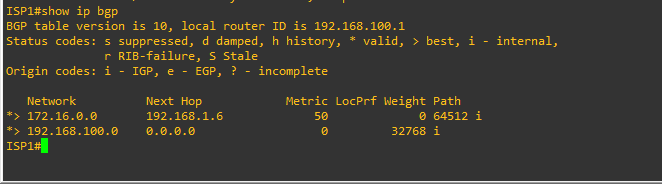 ISP1#show ip bgp
BGP table version is 10, local router ID is 192.168.100.1
Status codes: s suppressed, d damped, h history, * valid, > best, i - internal,
r RIB-failure, S Stale
Origin codes: i - IGP, e - EGP, ? - incomplete
Network Next Hop Metric LocPrf Weight Path
*> 172.16.0.0 192.168.1.6 50 0 64512 i
*> 192.168.100.0 0.0.0.0 0 32768 i
ISP1#